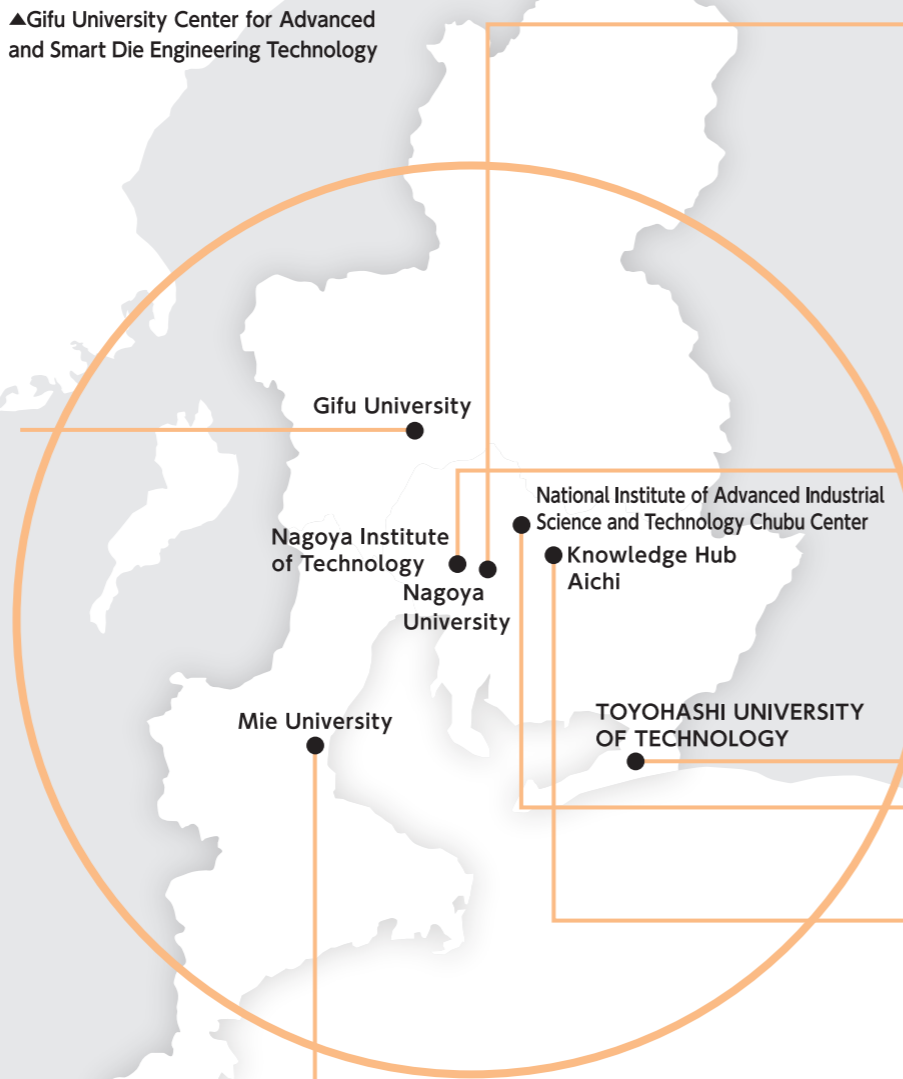 ▲Gifu University Center for Advanced
and Smart Die Engineering Technology
Gifu University
National Institute of Advanced Industrial
Science and Technology Chubu Center
Nagoya Institute
of Technology
Knowledge Hub
Aichi
Nagoya
University
Mie University
TOYOHASHI UNIVERSITY
OF TECHNOLOGY